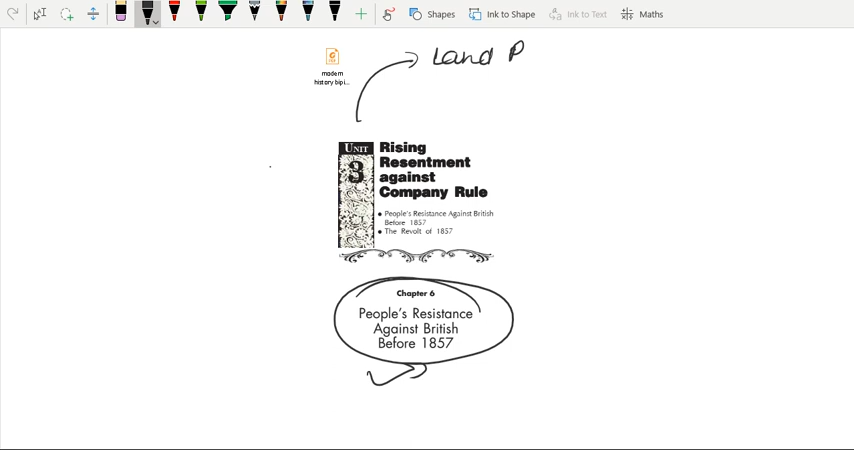 Shapes
Ink to Shape
Ink to Text
Maths
Land P
modern
history bipi...
UNIT
3
Rising
Resentment
against
Company Rule
• People's Resistance Against British
Before 1857
• The Revolt of 1857
Chapter 6
People's Resistance
Against British
Before 1857